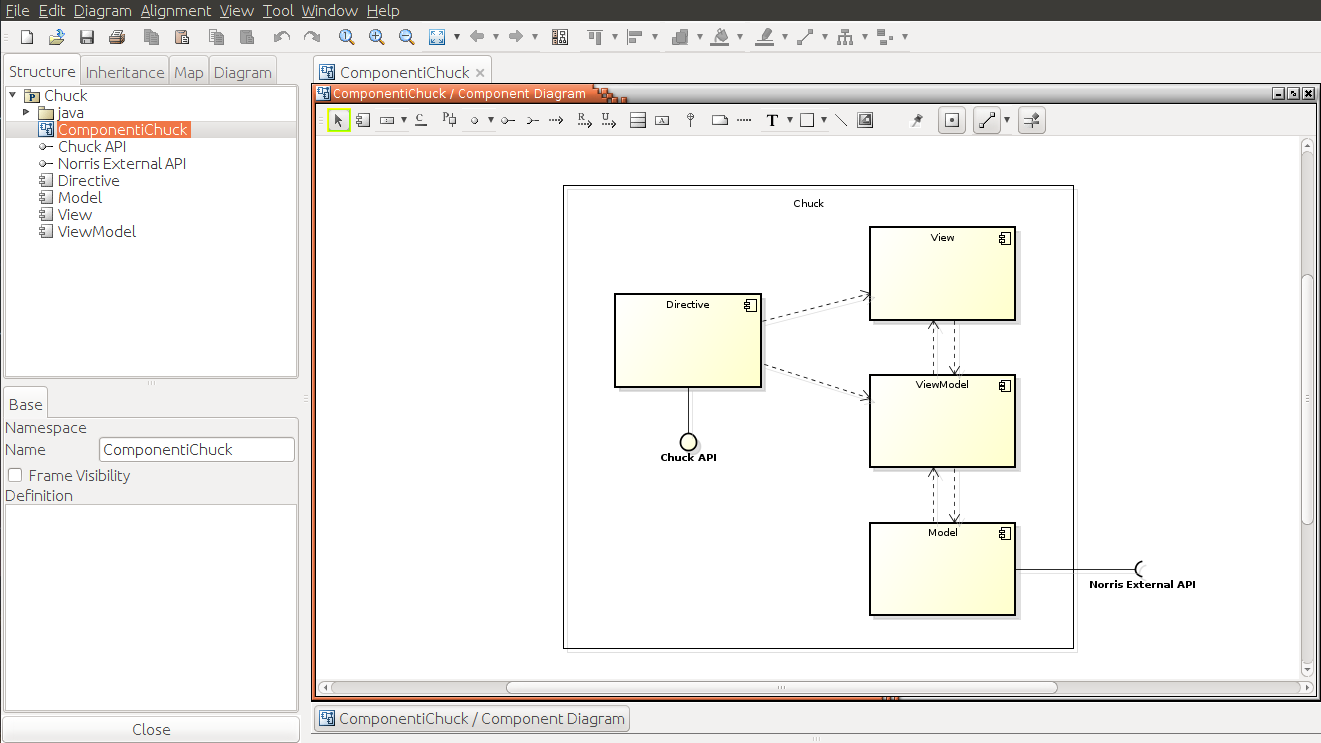 File Edit Diagram Alignment View Tool Window Help
Structure Inheritance Map Diagram
Chuck
java
ComponentiChuck
Chuck API
Norris External API
Directive
Model
View
ViewModel
Base
Namespace
Name ComponentiChuck
Frame Visibility
Definition
Close
ComponentiChuck
ComponentiChuck / Component Diagram
Chuck
View
Directive
ViewModel
Chuck API
Model
Norris External API
ComponentiChuck / Component Diagram